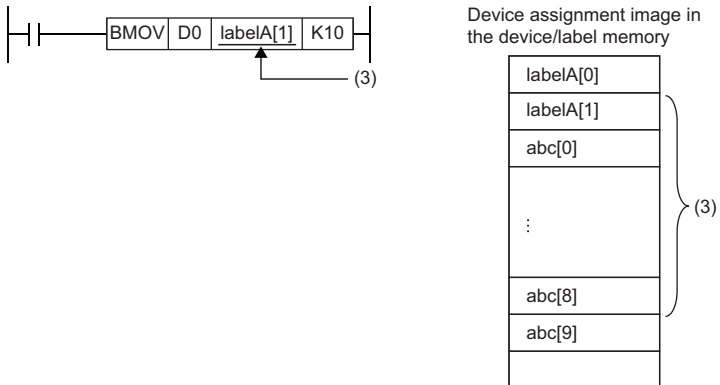 BMOV D0 labelA[1] K10
(3)
Device assignment image in
the device/label memory
labelA[0]
labelA[1]
abc[0]
⋮
abc[8]
abc[9]
(3)